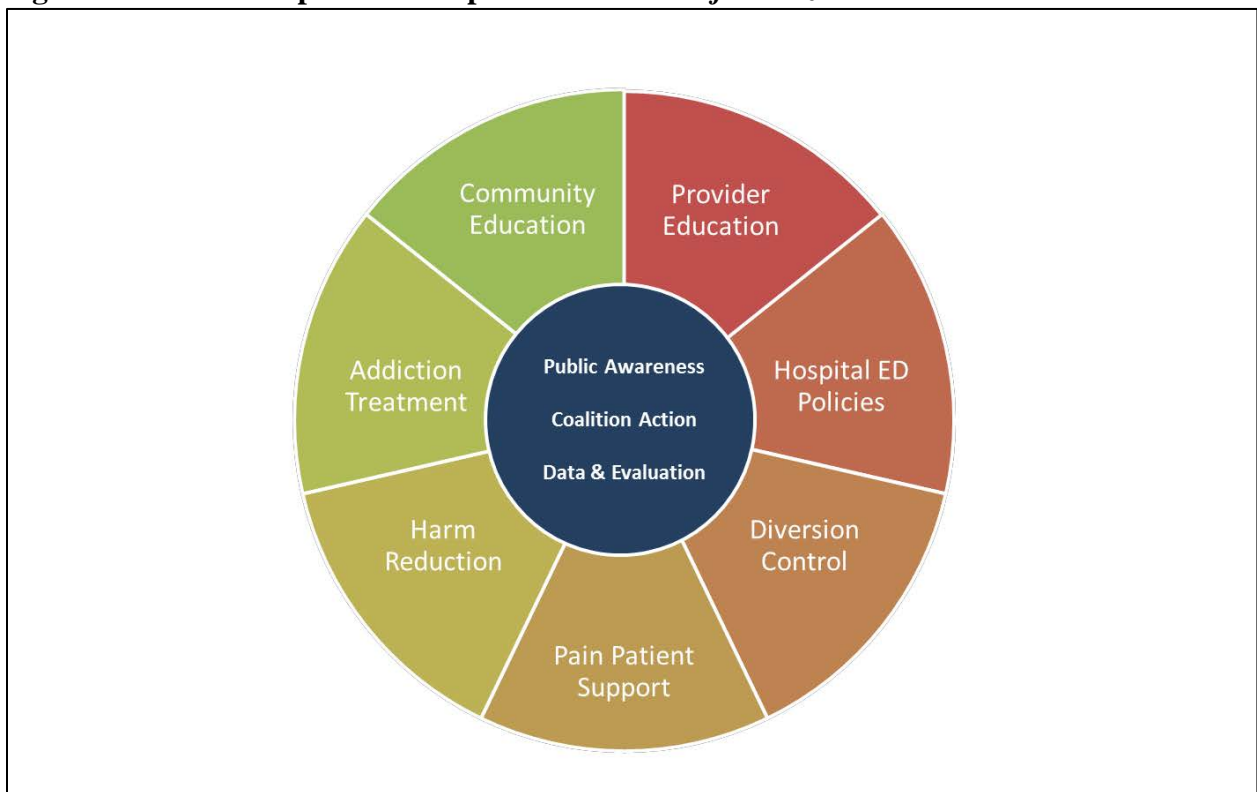 Community
Education
Provider
Education
Hospital ED
Policies
Diversion
Control
Pain Patient
Support
Harm
Reduction
Addiction
Treatment
Public Awareness
Coalition Action
Data & Evaluation